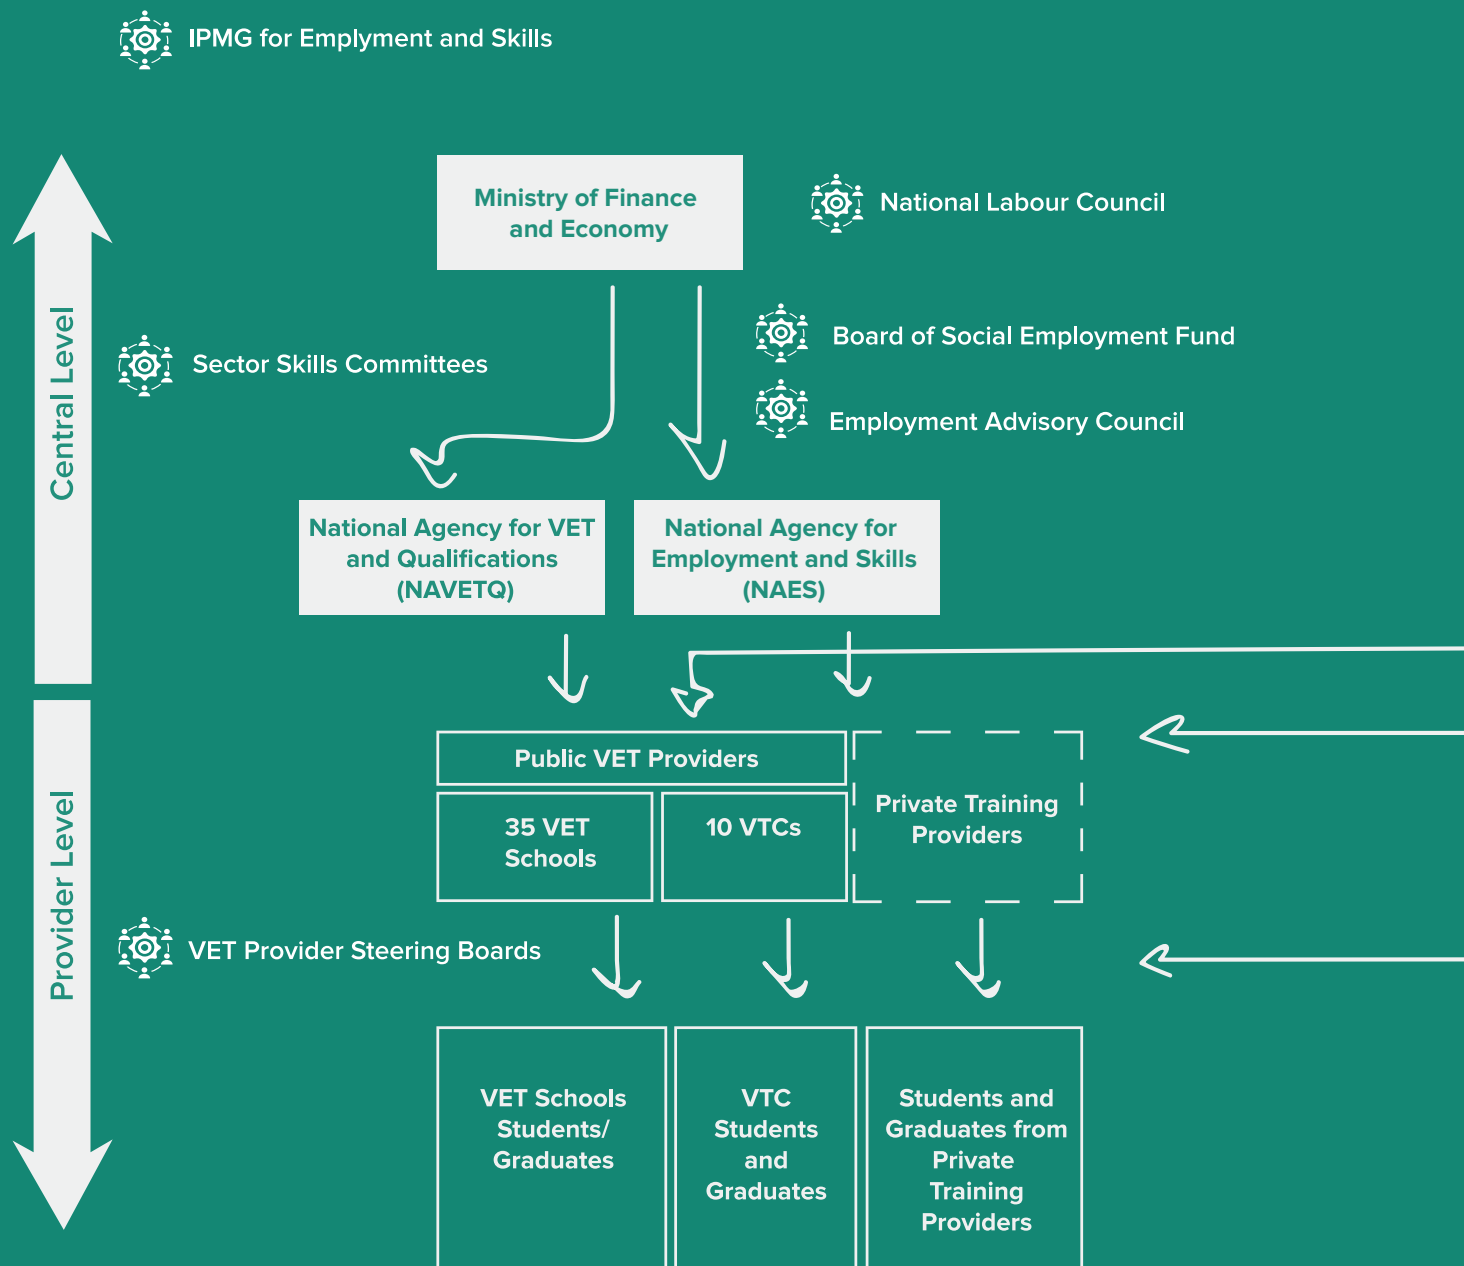 IPMG for Emplyment and Skills
Ministry of Finance
and Economy
National Labour Council
Central Level
Sector Skills Committees
Board of Social Employment Fund
Employment Advisory Council
National Agency for VET
and Qualifications
(NAVETQ)
National Agency for
Employment and Skills
(NAES)
Provider Level
Public VET Providers
35 VET
Schools
10 VTCs
Private Training
Providers
VET Provider Steering Boards
VET Schools
Students/
Graduates
VTC
Students
and
Graduates
Students and
Graduates from
Private
Training
Providers